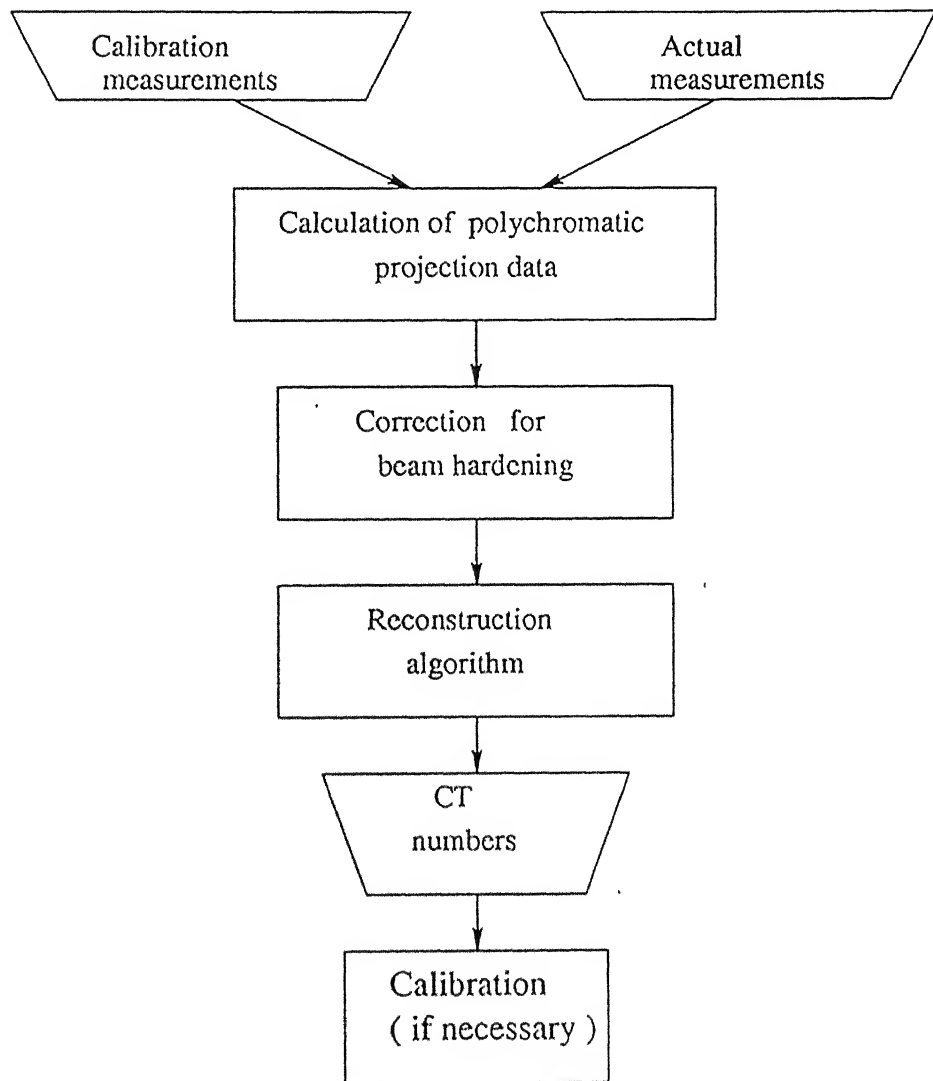 Calibration
measurements
Actual
measurements
Calculation of polychromatic
projection data
Correction for
beam hardening
Reconstruction
algorithm
CT
numbers
Calibration
( if necessary )